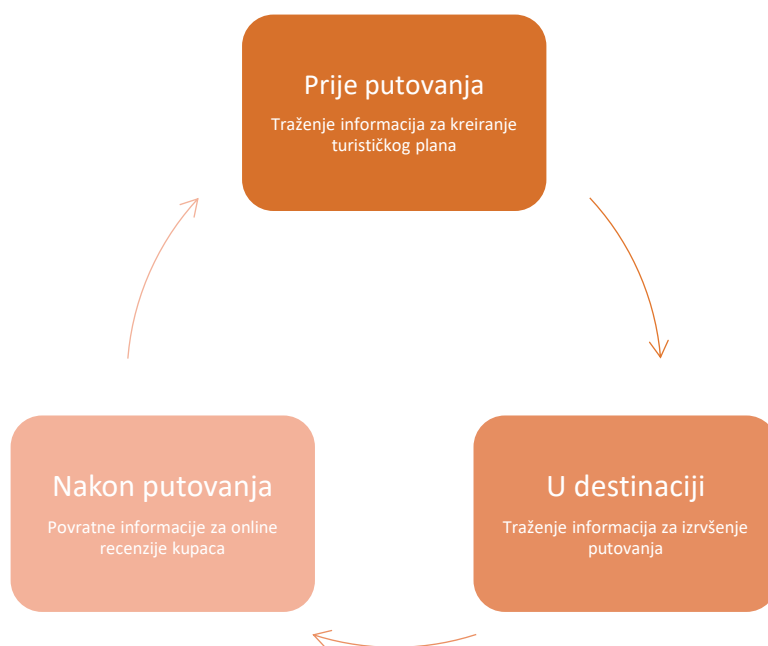 Prije putovanja
Traženje informacija za kreiranje
turističkog plana
Nakon putovanja
Povratne informacije za online
recenzije kupaca
U destinaciji
Traženje informacija za izrvšenje
putovanja